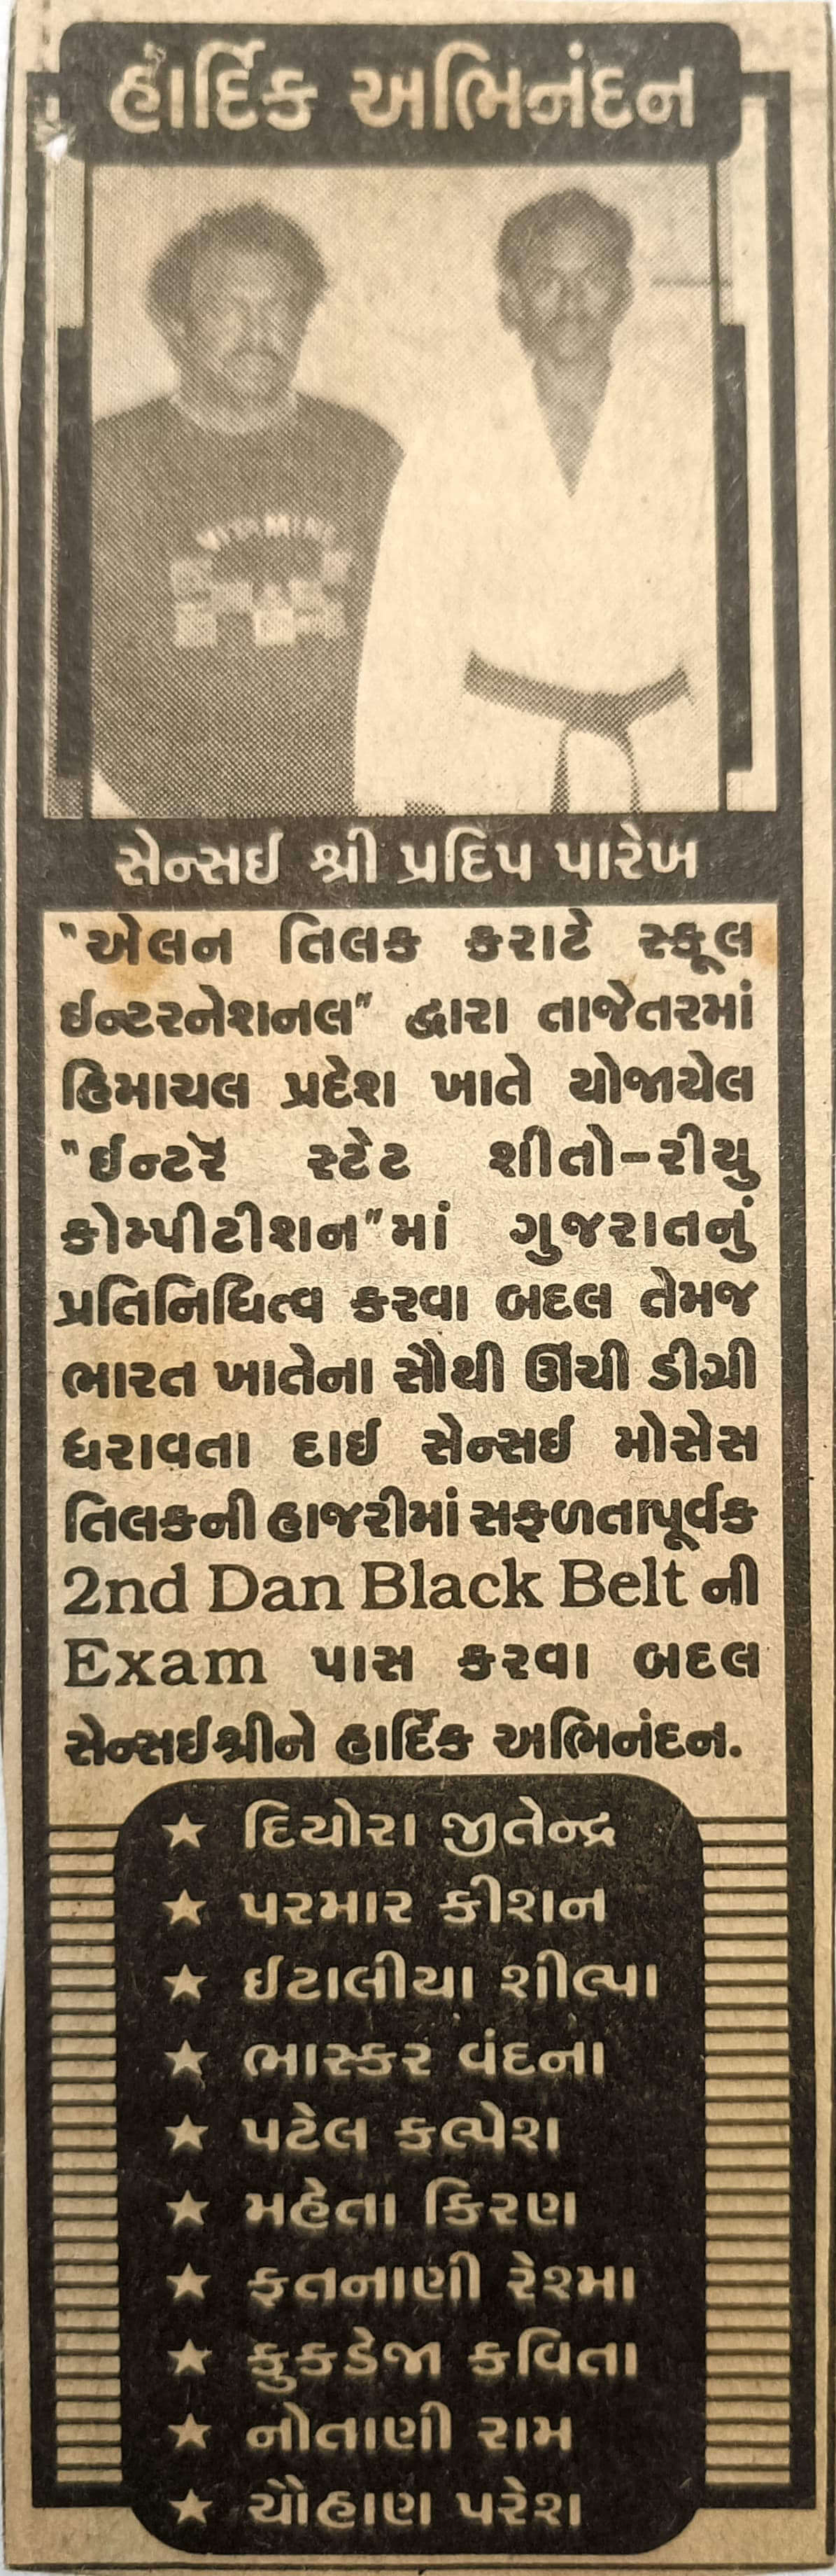 હાર્દિક અભિનંદન
સેન્સઇ શ્રી પ્રદિપ પારેખ
"એલન તિલક કરાટે સ્કૂલ
ઇન્ટરનેશનલ" દ્વારા તાજેતરમાં
હિમાચલ પ્રદેશ ખાતે યોજાયેલ
"ઇન્ટરૅ સ્ટેટ શીતો-રીયુ
કોમ્પીટીશન"માં ગુજરાતનું
પ્રતિનિધિત્વ કરવા બદલ તેમજ
ભારત ખાતેના સૌથી ઊંચી ડીગ્રી
ધરાવતા દાઇ સેન્સઇ મોસેસ
તિલકની હાજરીમાં સફળતાપૂર્વક
2nd Dan Black Belt ની
Exam પાસ કરવા બદલ
સેન્સઇશ્રીને હાર્દિક અભિનંદન.
★ દિયોરા જીતેન્દ્ર
★ પરમાર કીશન
★ ઇટાલીયા શીલ્પા
★ ભાસ્કર વંદના
★ પટેલ કલ્પેશ
★ મહેતા કિરણ
★ ફતનાણી રેશ્મા
★ કુકડેજા કવિતા
★ નોતાણી રામ
★ ચૌહાણ પરેશ